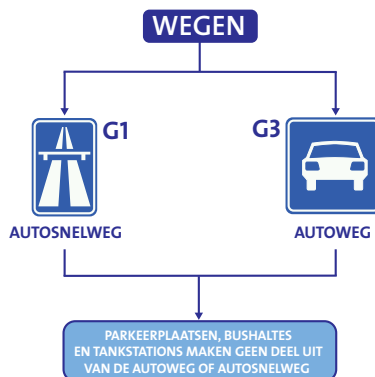 WEGEN
G1
G3
AUTOSNELWEG
AUTOWEG
PARKEERPLAATSEN, BUSHALTES
EN TANKSTATIONS MAKEN GEEN DEEL UIT
VAN DE AUTOWEG OF AUTOSNELWEG